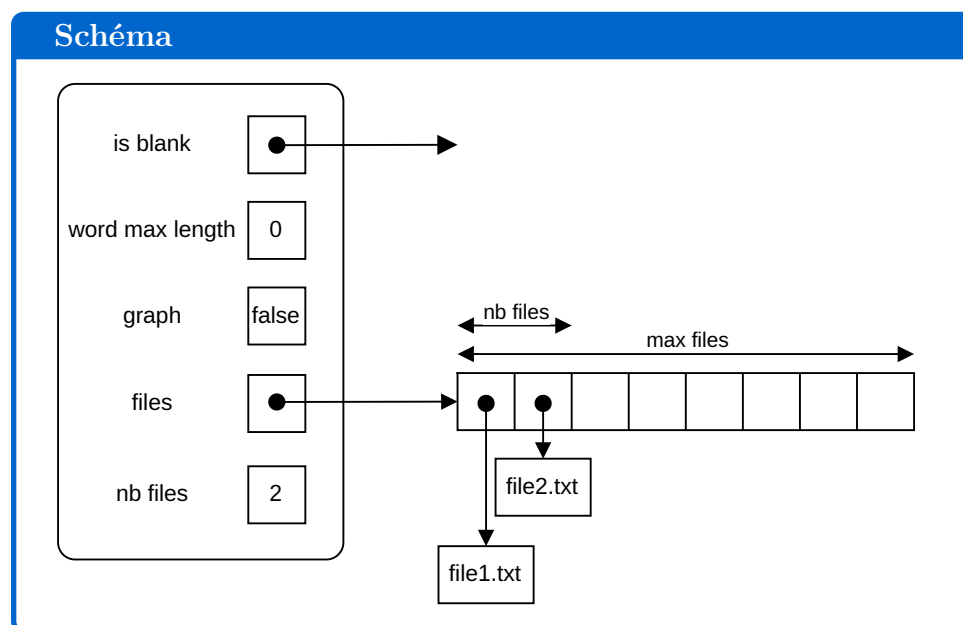 Schéma
is blank
word max length 0
graph false
nb files
max files
files
file2.txt
nb files 2
file1.txt